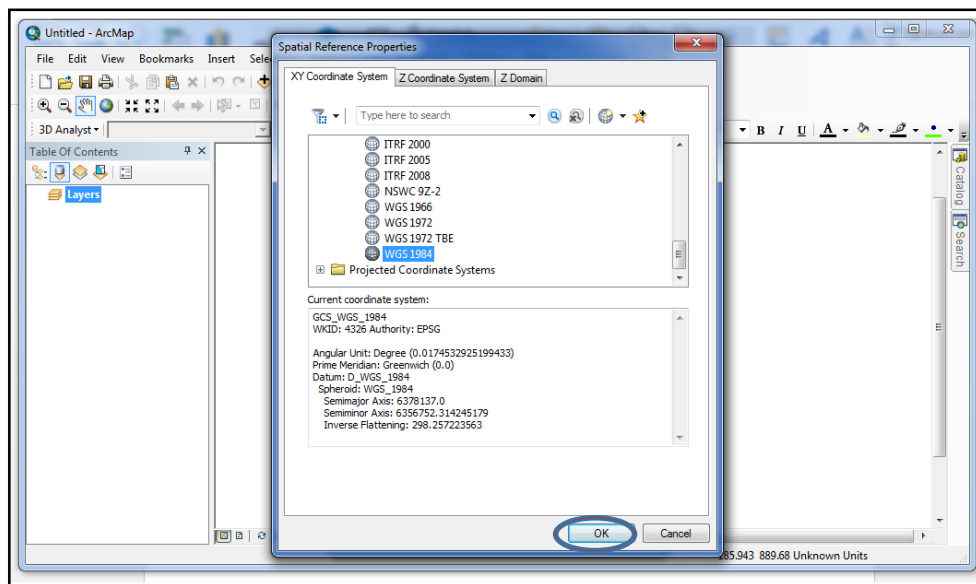 Untitled - ArcMap
File Edit View Bookmarks Insert
3D Analyst
B I U A
Table Of Contents
Layers
Spatial Reference Properties
XY Coordinate System Z Coordinate System Z Domain
Type here to search
ITRF 2000
ITRF 2005
ITRF 2008
NSWC 9Z-2
WGS 1966
WGS 1972
WGS 1972 TBE
WGS 1984
Projected Coordinate Systems
Current coordinate system:
GCS_WGS_1984
WKID: 4326 Authority: EPSG
Angular Unit: Degree (0.0174532925199433)
Prime Meridian: Greenwich (0.0)
Datum: D_WGS_1984
Spheroid: WGS_1984
Semimajor Axis: 6378137.0
Semiminor Axis: 6356752.314245179
Inverse Flattening: 298.257223563
OK Cancel
889.68 Unknown Units
Catalog
Search